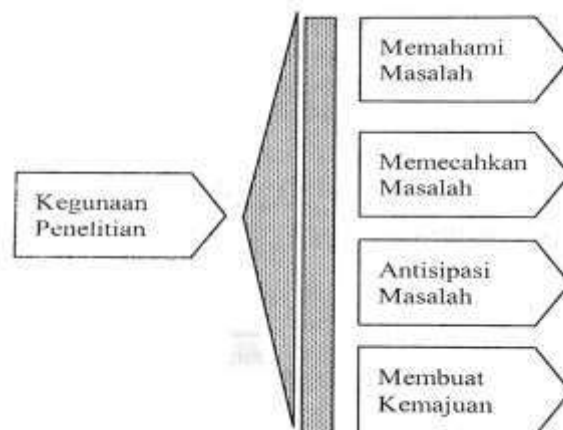 Memahami
Masalah
Memecahkan
Masalah
Kegunaan
Penelitian
Antisipasi
Masalah
Membuat
Kemajuan